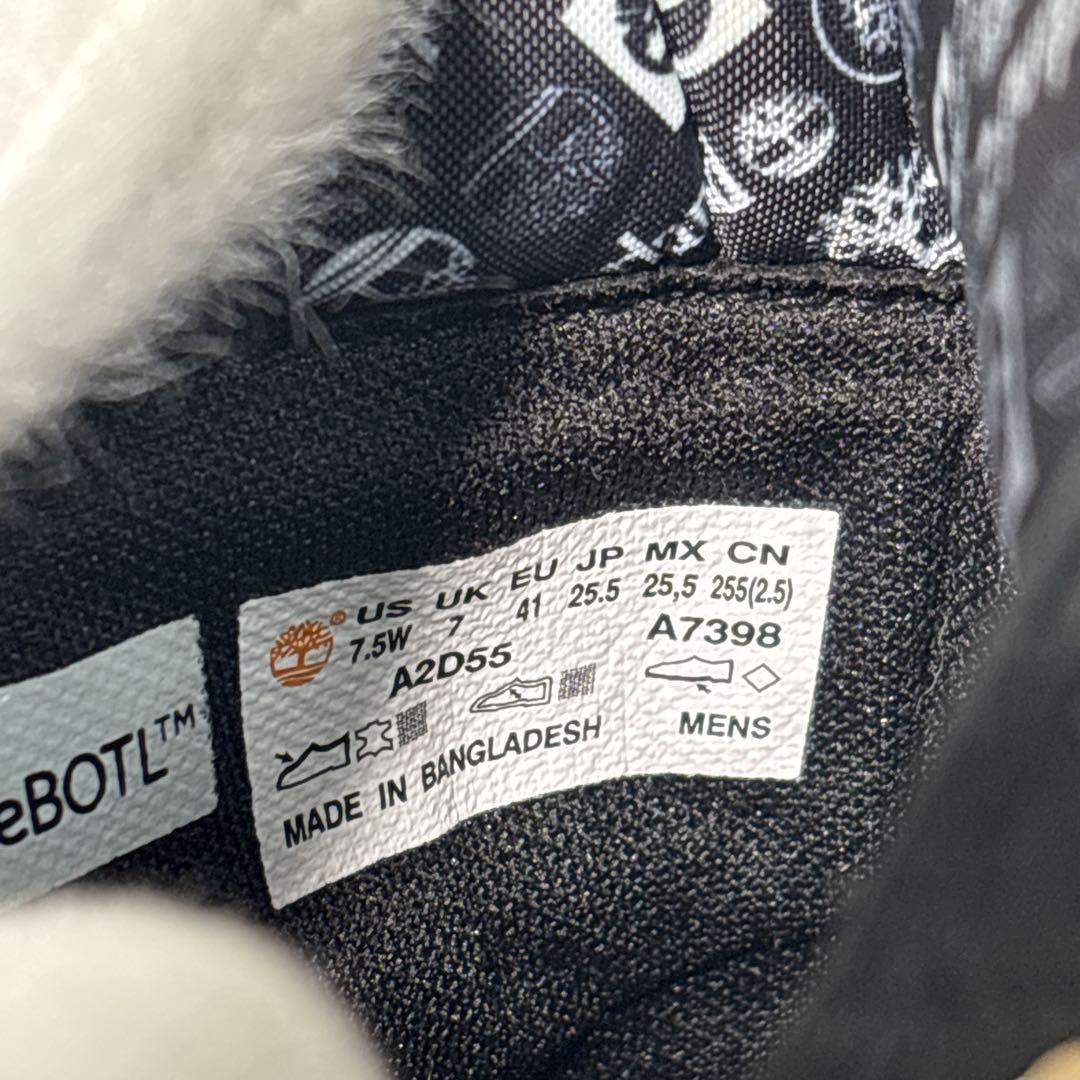 eBOTL™
® US UK EU JP MX CN
7.5W 7 41 25.5 25,5 255(2.5)
A2D55 A7398
MADE IN BANGLADESH MENS